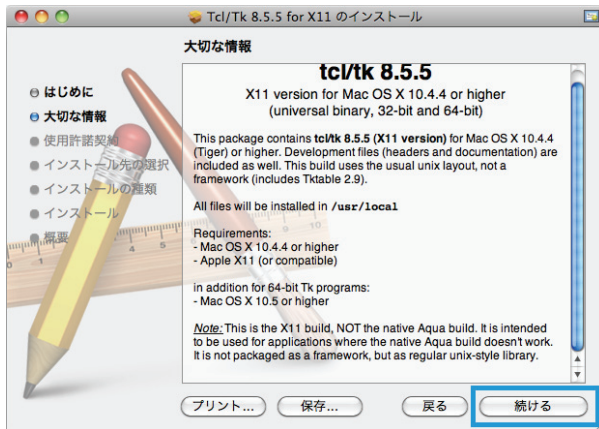 Tcl/Tk 8.5.5 for X11 のインストール
大切な情報
はじめに
大切な情報
使用許諾契約
インストール先の選択
インストールの種類
インストール
概要
tcl/tk 8.5.5
X11 version for Mac OS X 10.4.4 or higher
(universal binary, 32-bit and 64-bit)
This package contains tcl/tk 8.5.5 (X11 version) for Mac OS X 10.4.4
(Tiger) or higher. Development files (headers and documentation) are
included as well. This build uses the usual unix layout, not a
framework (includes Tktable 2.9).
All files will be installed in /usr/local
Requirements:
- Mac OS X 10.4.4 or higher
- Apple X11 (or compatible)
in addition for 64-bit Tk programs:
- Mac OS X 10.5 or higher
Note: This is the X11 build, NOT the native Aqua build. It is intended
to be used for applications where the native Aqua build doesn't work.
It is not packaged as a framework, but as regular unix-style library.
プリント... 保存... 戻る 続ける